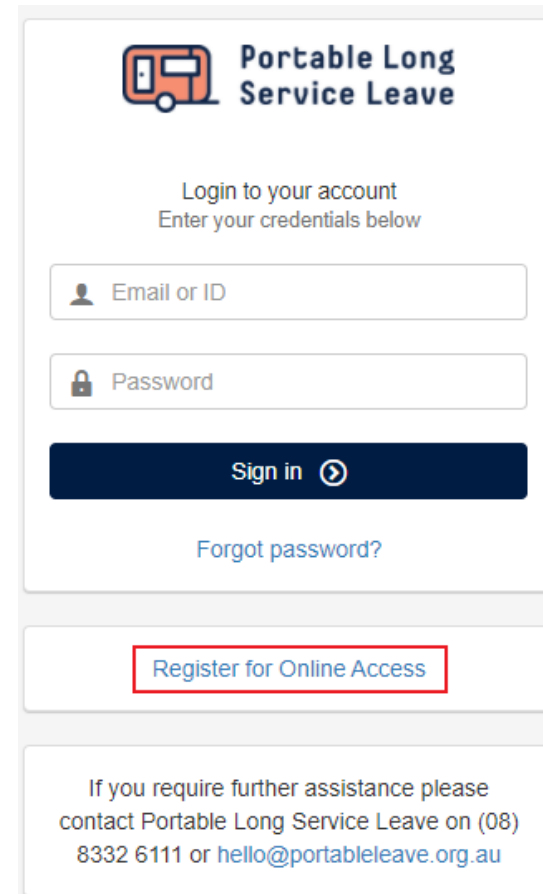 Portable Long
Service Leave
Login to your account
Enter your credentials below
Email or ID
Password
Sign in
Forgot password?
Register for Online Access
If you require further assistance please
contact Portable Long Service Leave on (08)
8332 6111 or hello@portableleave.org.au